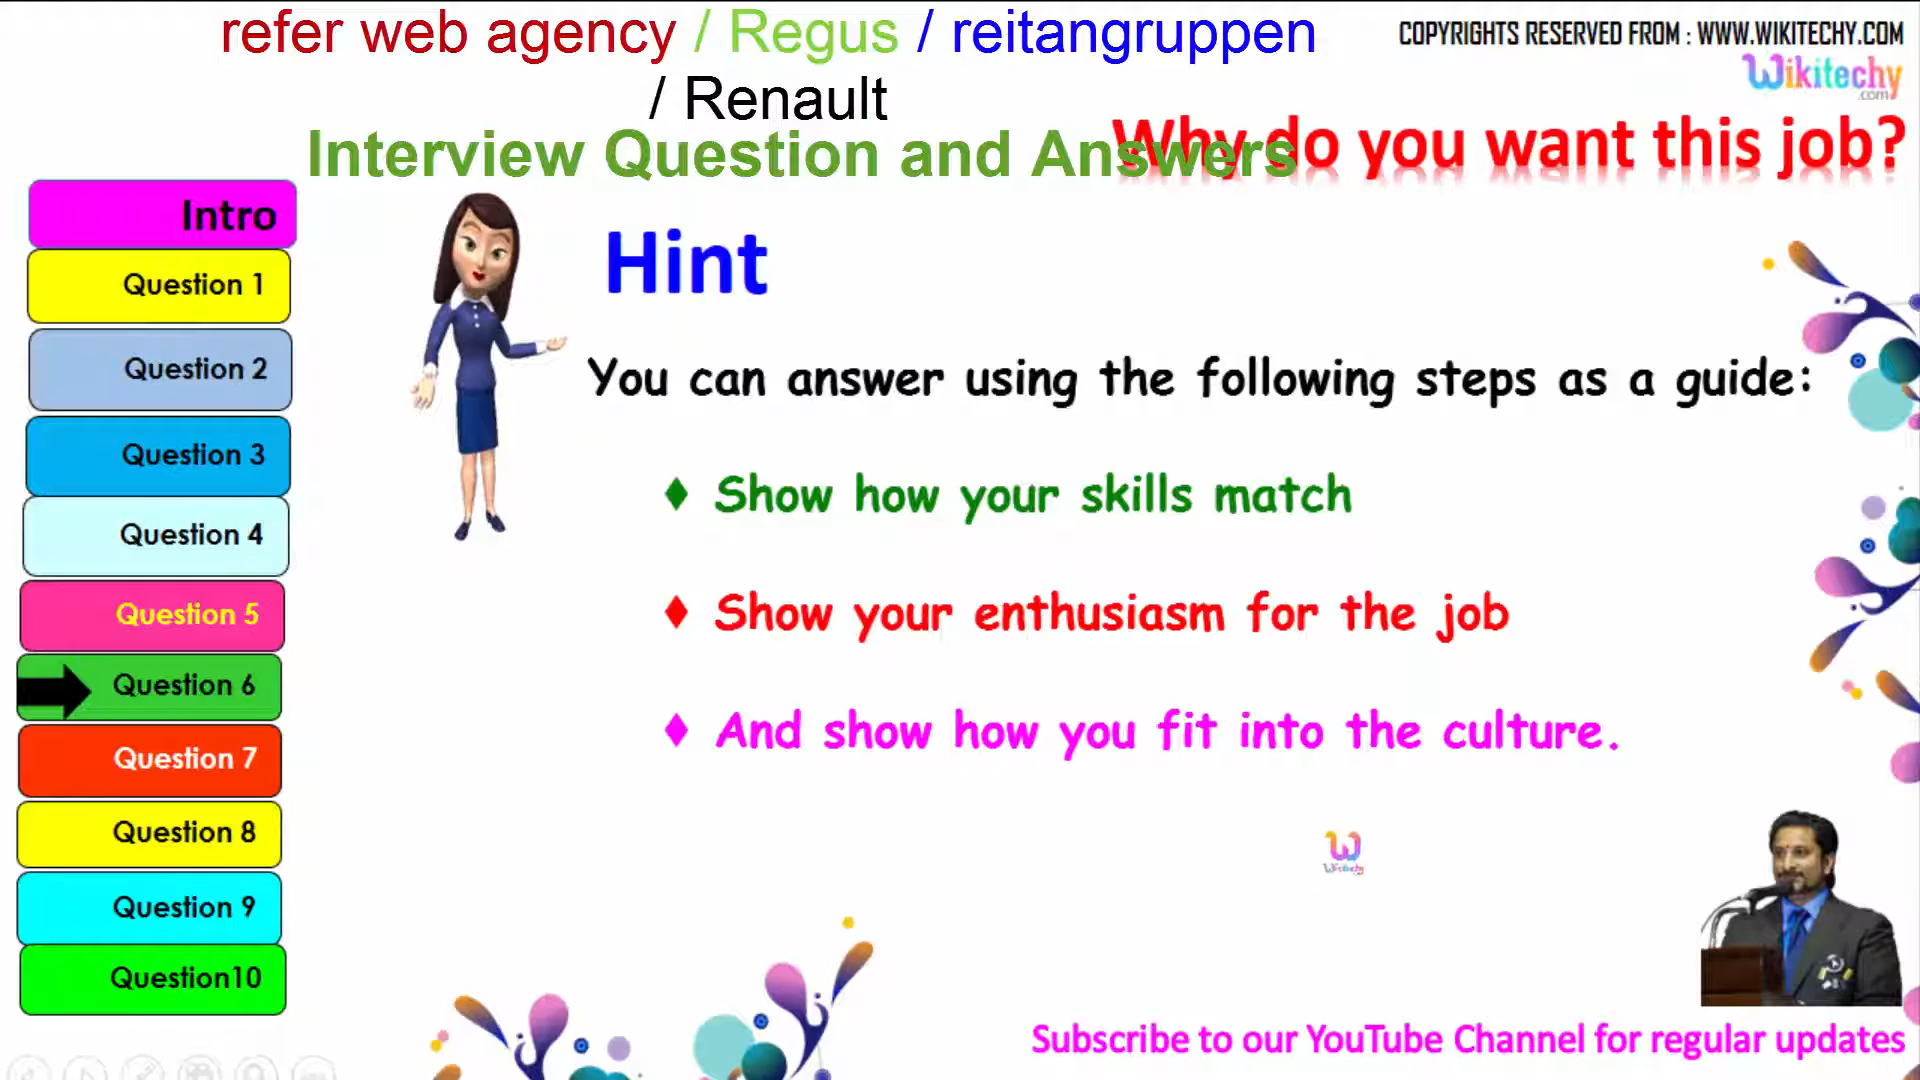 refer web agency / Regus / reitangruppen
/ Renault
COPYRIGHTS RESERVED FROM : WWW.WIKITECHY.COM
Wikitechy
.com
Interview Question and Answers
Why do you want this job?
Intro
Question 1
Question 2
Question 3
Question 4
Question 5
Question 6
Question 7
Question 8
Question 9
Question10
Hint
You can answer using the following steps as a guide:
♦ Show how your skills match
♦ Show your enthusiasm for the job
♦ And show how you fit into the culture.
W
Wikitechy
Subscribe to our YouTube Channel for regular updates